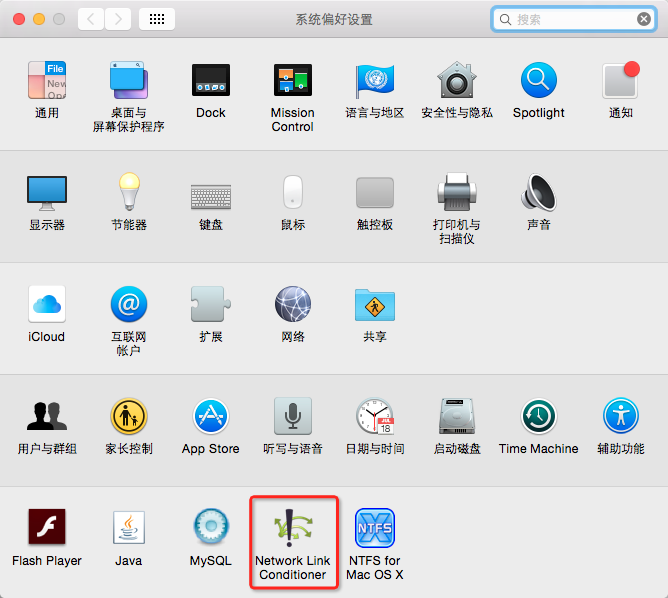 系统偏好设置
搜索
File
New
Ope
通用
桌面与
屏幕保护程序
Dock
Mission
Control
语言与地区
安全性与隐私
Spotlight
通知
显示器
节能器
键盘
鼠标
触控板
打印机与
扫描仪
声音
iCloud
@
互联网
帐户
扩展
网络
共享
用户与群组
家长控制
App Store
听写与语音
JUL
18
日期与时间
启动磁盘
Time Machine
辅助功能
Flash Player
Java
Java
MySQL
Network Link
Conditioner
NTFS
NTFS for
Mac OS X